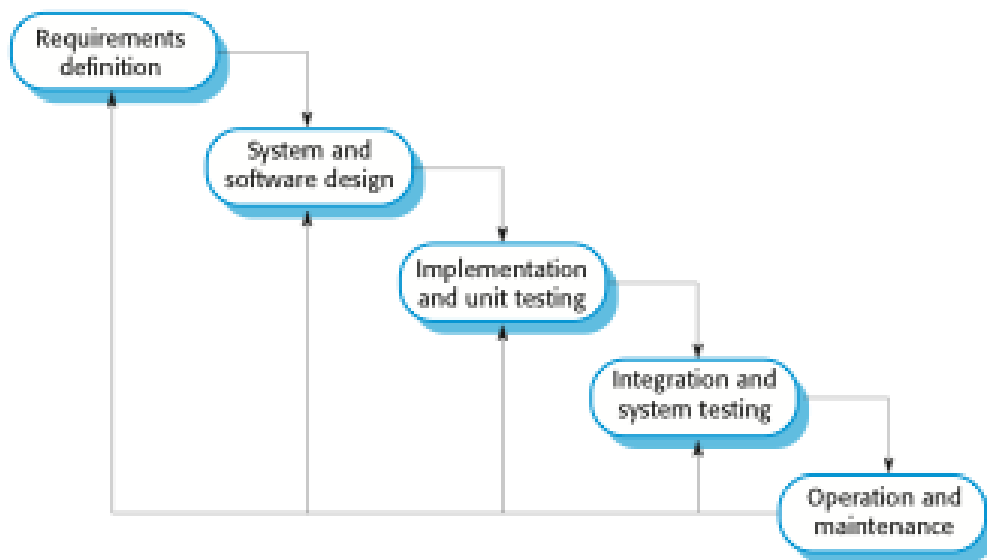 Requirements
definition
System and
software design
Implementation
and unit testing
Integration and
system testing
Operation and
maintenance